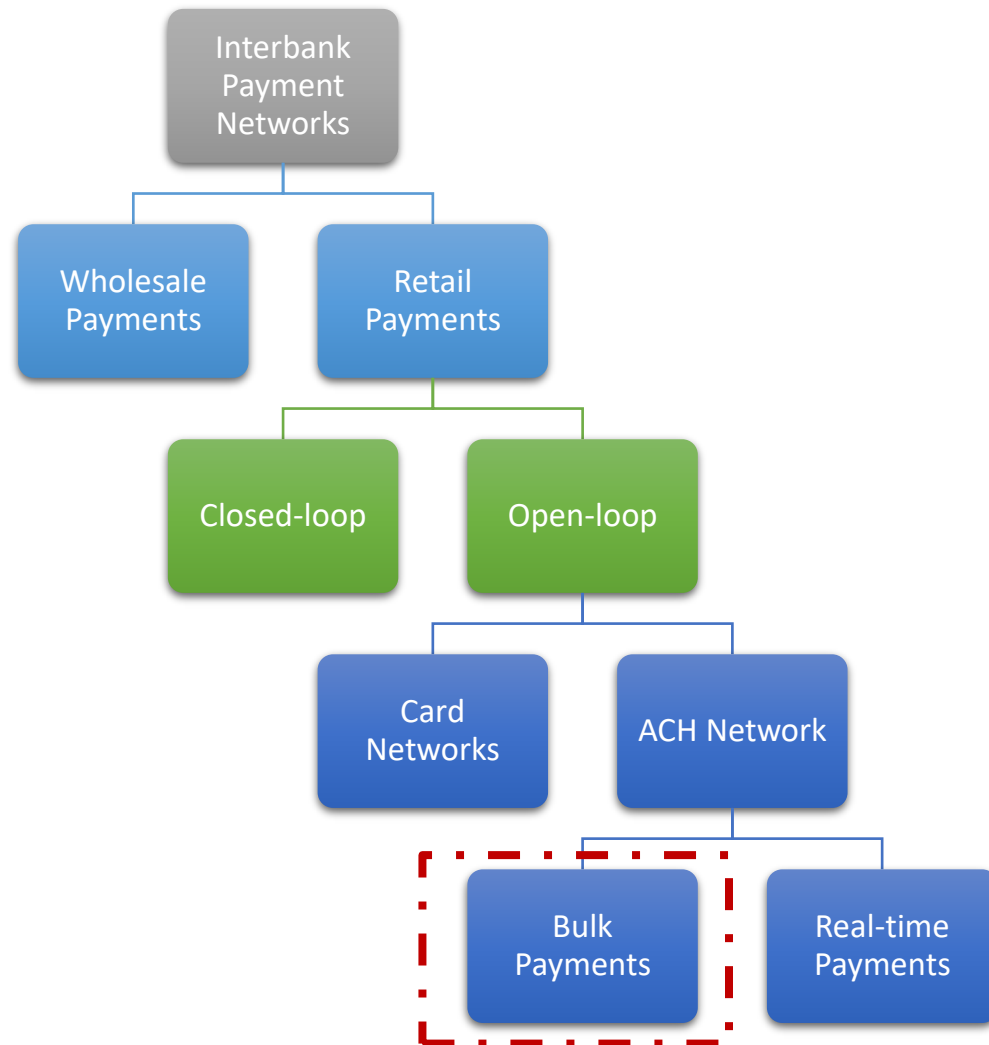 Interbank
Payment
Networks
Wholesale
Payments
Retail
Payments
Closed-loop
Open-loop
Card
Networks
ACH Network
Bulk
Payments
Real-time
Payments